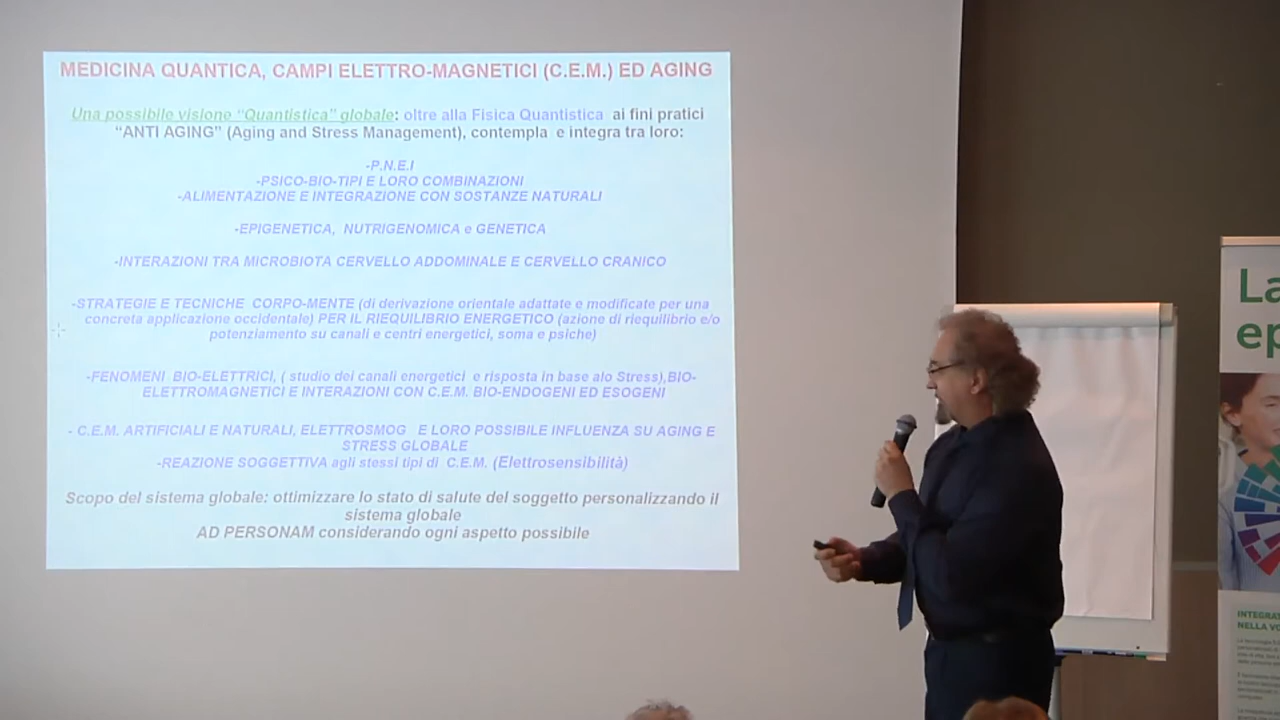 MEDICINA QUANTICA, CAMPI ELETTRO-MAGNETICI (C.E.M.) ED AGING
Una possibile visione "Quantistica" globale: oltre alla Fisica Quantistica ai fini pratici
"ANTI AGING" (Aging and Stress Management), contempla e integra tra loro:
-P.N.E.I
-PSICO-BIO-TIPI E LORO COMBINAZIONI
-ALIMENTAZIONE E INTEGRAZIONE CON SOSTANZE NATURALI
-EPIGENETICA, NUTRIGENOMICA e GENETICA
-INTERAZIONI TRA MICROBIOTA CERVELLO ADDOMINALE E CERVELLO CRANICO
-STRATEGIE E TECNICHE CORPO-MENTE (di derivazione orientale adattate e modificate per una
concreta applicazione occidentale) PER IL RIEQUILIBRIO ENERGETICO (azione di riequilibrio e/o
potenziamento su canali e centri energetici, soma e psiche)
-FENOMENI BIO-ELETTRICI, ( studio dei canali energetici e risposta in base alo Stress),BIO-
ELETTROMAGNETICI E INTERAZIONI CON C.E.M. BIO-ENDOGENI ED ESOGENI
- C.E.M. ARTIFICIALI E NATURALI, ELETTROSMOG E LORO POSSIBILE INFLUENZA SU AGING E
STRESS GLOBALE
-REAZIONE SOGGETTIVA agli stessi tipi di C.E.M. (Elettrosensibilità)
Scopo del sistema globale: ottimizzare lo stato di salute del soggetto personalizzando il
sistema globale
AD PERSONAM considerando ogni aspetto possibile
La
ep
INTEGRA
NELLA VO